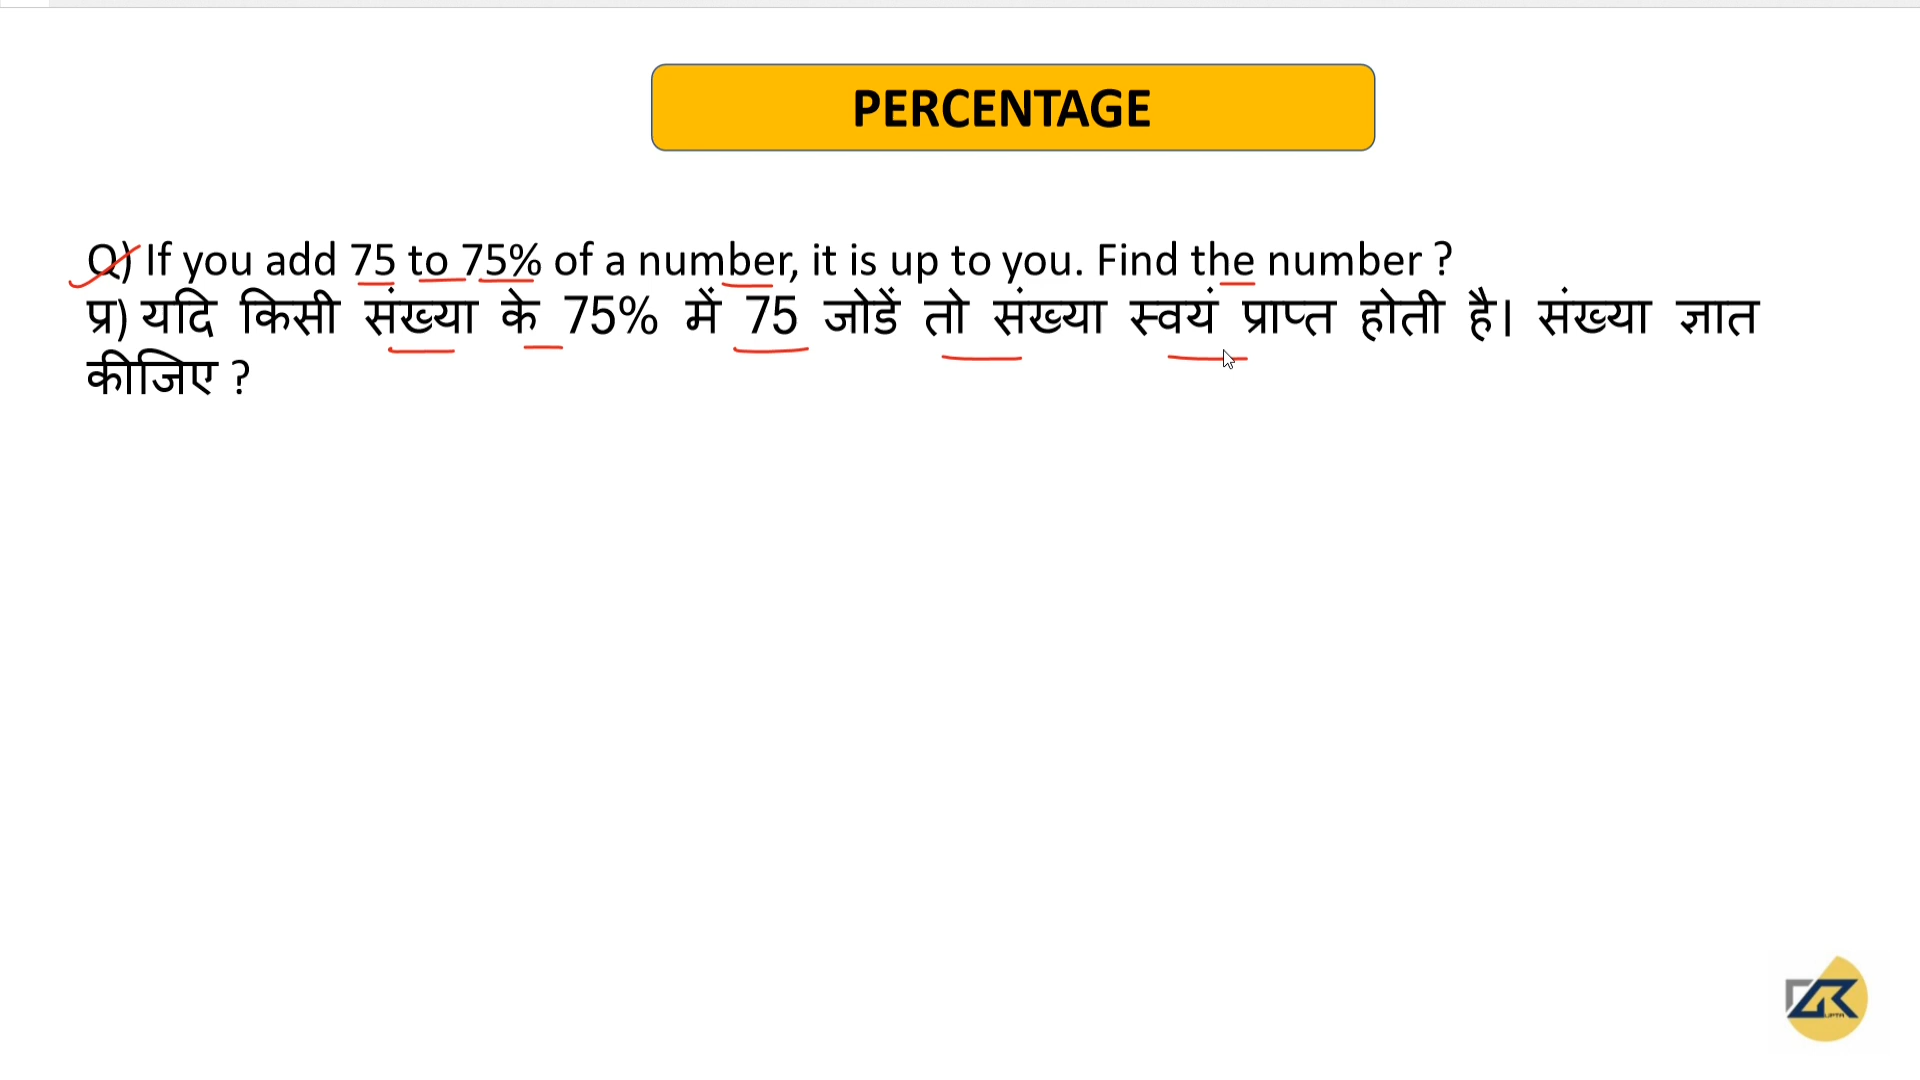 PERCENTAGE
Q) If you add 75 to 75% of a number, it is up to you. Find the number ?
प्र) यदि किसी संख्या के 75% में 75 जोडें तो संख्या स्वयं प्राप्त होती है। संख्या ज्ञात
कीजिए ?